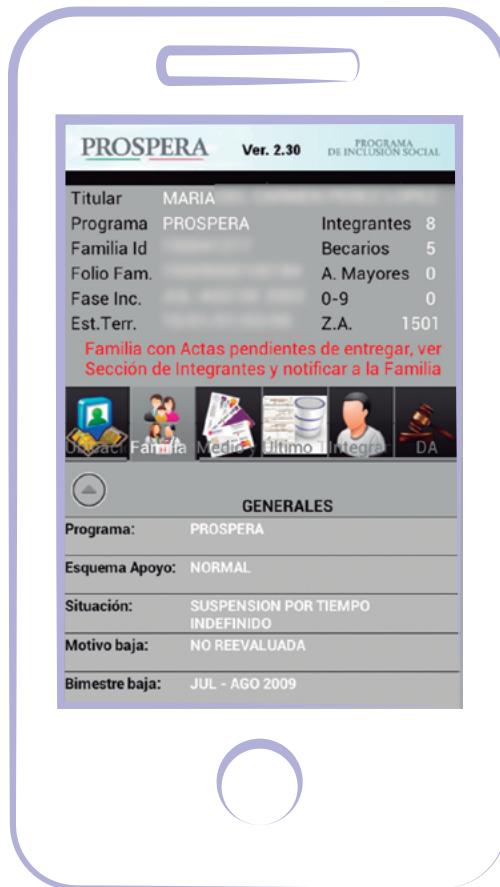 PROSPERA Ver. 2.30 PROGRAMA
DE INCLUSIÓN SOCIAL
Titular MARIA
Programa PROSPERA Integrantes 8
Familia Id Becarios 5
Folio Fam. A. Mayores 0
Fase Inc. 0-9 0
Est.Terr. Z.A. 1501
Familia con Actas pendientes de entregar, ver
Sección de Integrantes y notificar a la Familia
Familia Medio y Último DA
GENERALES
Programa: PROSPERA
Esquema Apoyo: NORMAL
Situación: SUSPENSION POR TIEMPO
INDEFINIDO
Motivo baja: NO REEVALUADA
Bimestre baja: JUL - AGO 2009